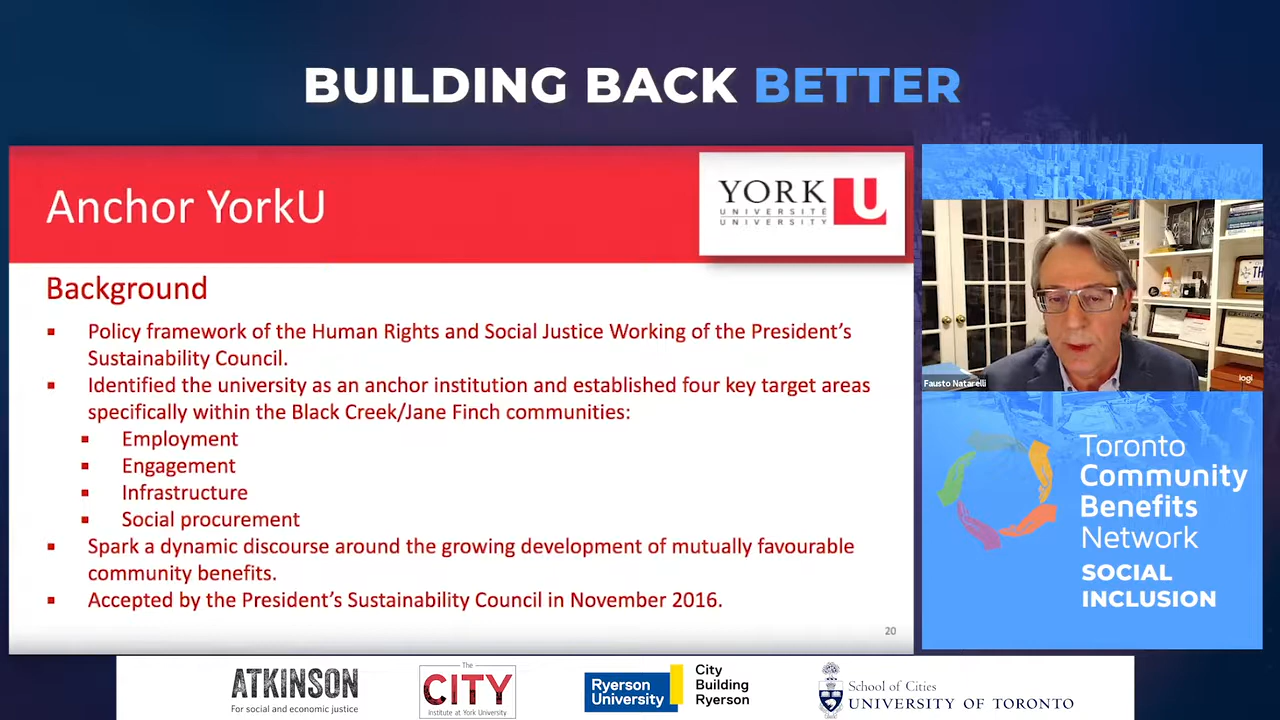 BUILDING BACK BETTER
Anchor YorkU
YORK U
UNIVERSITÉ
UNIVERSITY
Background
Policy framework of the Human Rights and Social Justice Working of the President's
Sustainability Council.
Identified the university as an anchor institution and established four key target areas
specifically within the Black Creek/Jane Finch communities:
Employment
Engagement
Infrastructure
Social procurement
Spark a dynamic discourse around the growing development of mutually favourable
community benefits.
Accepted by the President's Sustainability Council in November 2016.
20
Fausto Natarelli
logi
Toronto
Community
Benefits
Network
SOCIAL
INCLUSION
ATKINSON
For social and economic justice
The
CITY
Institute at York University
Ryerson
University
City
Building
Ryerson
School of Cities
UNIVERSITY OF TORONTO